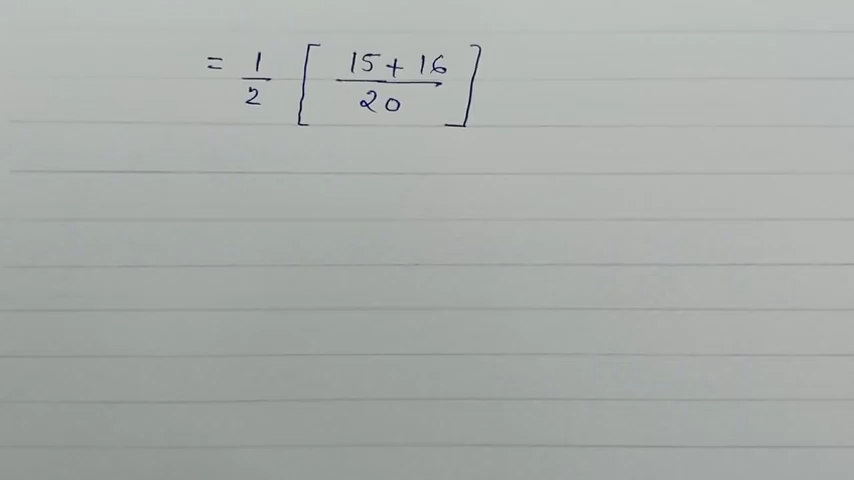 = 1/2 [ 15 + 16 / 20 ]